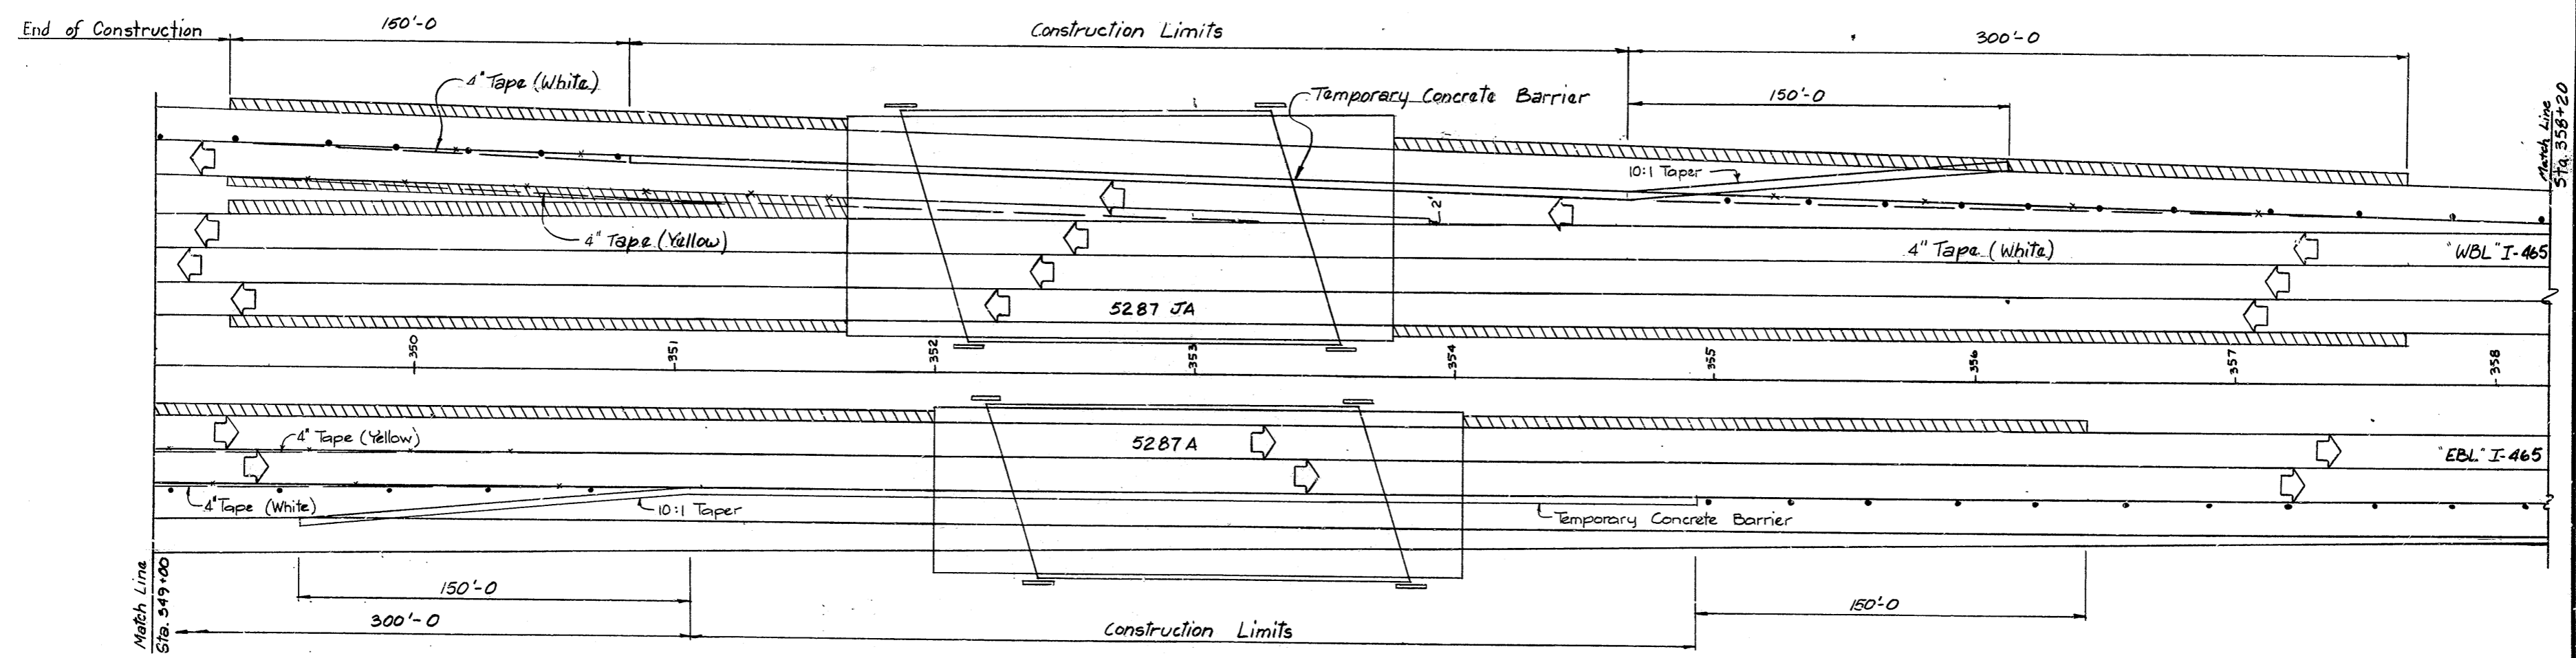 End of Construction
150'-0
Construction Limits
300'-0
4" Tape (White)
Temporary Concrete Barrier
150'-0
Match Line
Sta. 358+20
10:1 Taper
2'
4" Tape (Yellow)
4" Tape (White)
"WBL" I-465
5287 JA
350
351
352
353
354
355
356
357
358
4" Tape (Yellow)
5287A
"EBL" I-465
4" Tape (White)
10:1 Taper
Temporary Concrete Barrier
Match Line
Sta. 349+00
150'-0
150'-0
300'-0
Construction Limits